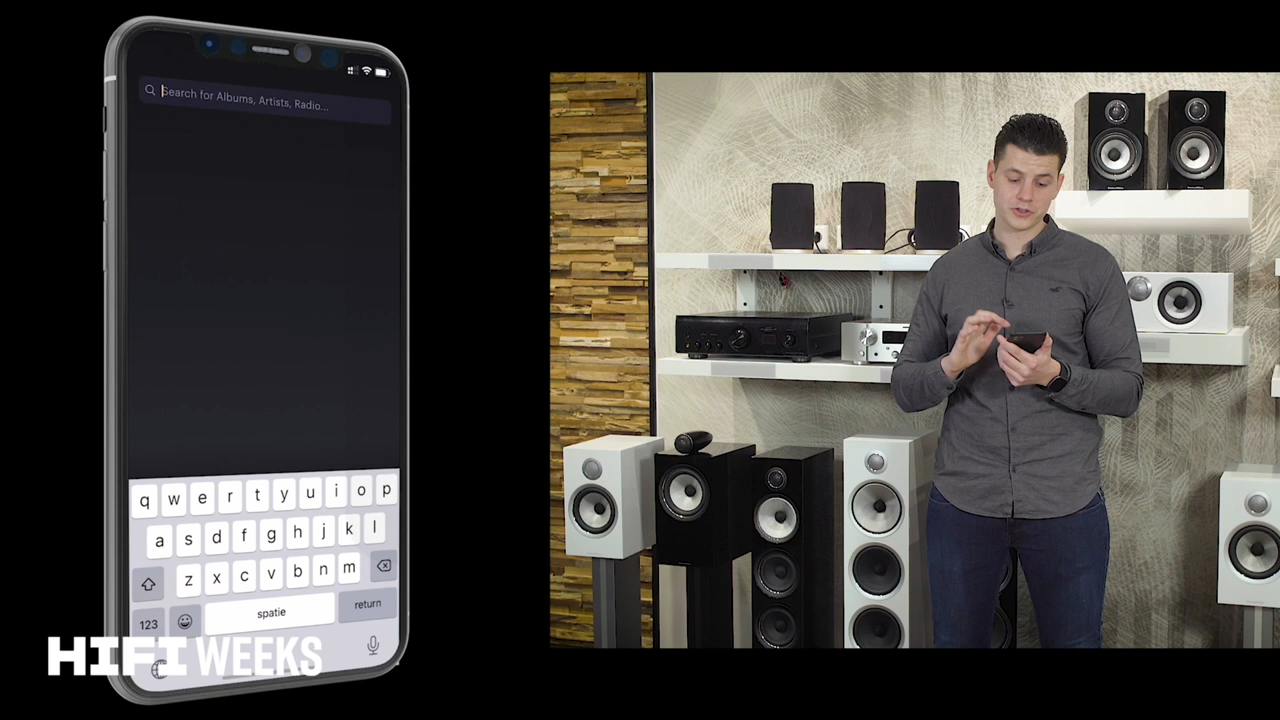 Search for Albums, Artists, Radio...
q w e r t y u i o p
a s d f g h j k l
z x c v b n m
123
spatie
return
HIFI WEEKS